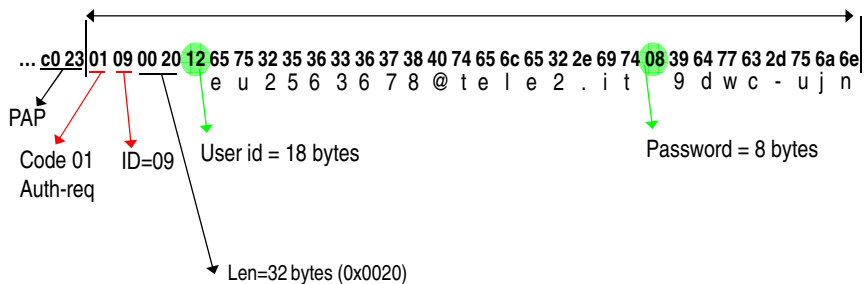 ... c0 23 01 09 00 20 12 65 75 32 35 36 33 36 37 38 40 74 65 6c 65 32 2e 69 74 08 39 64 77 63 2d 75 6a 6e
e u 2 5 6 3 6 7 8 @ t e l e 2 . i t 9 d w c - u j n
PAP
Code 01
Auth-req
ID=09
User id = 18 bytes
Password = 8 bytes
Len=32 bytes (0x0020)